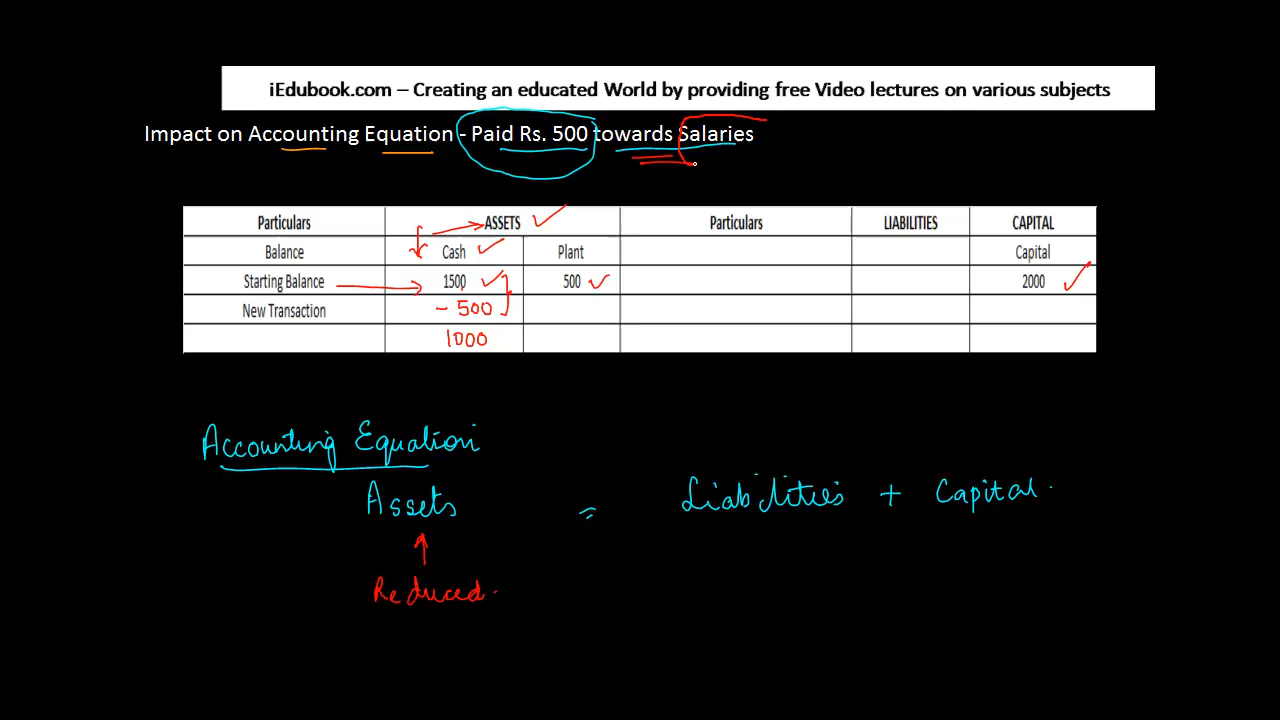 iEdubook.com – Creating an educated World by providing free Video lectures on various subjects
Impact on Accounting Equation - Paid Rs. 500 towards Salaries
Particulars ASSETS Particulars LIABILITIES CAPITAL
Balance Cash Plant Capital
Starting Balance 1500 500 2000
New Transaction - 500
1000
Accounting Equation
Assets = Liabilities + Capital.
Reduced.